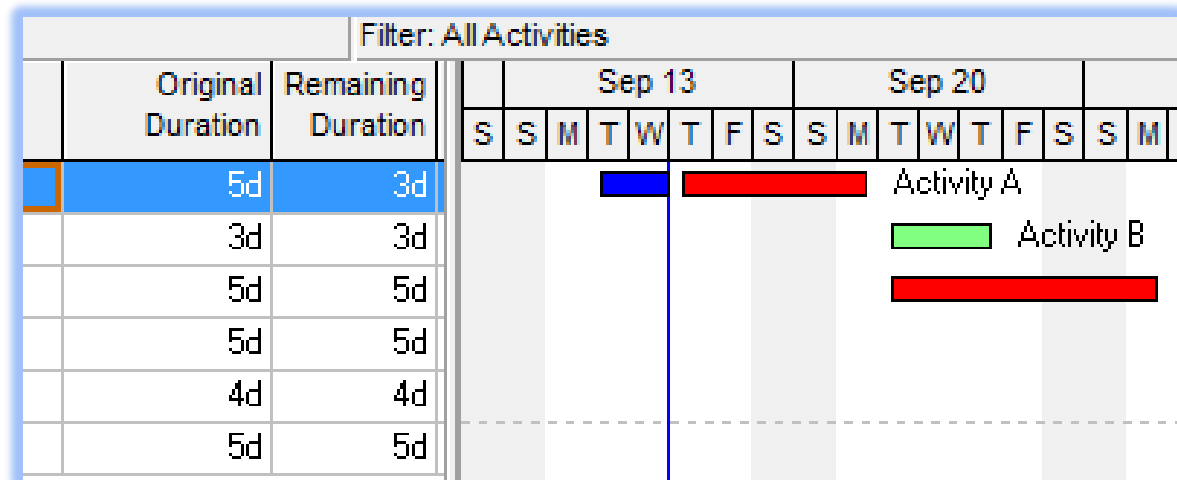 Filter: All Activities
Original Duration Remaining Duration Sep 13 Sep 20
S S M T W T F S S M T W T F S S M
5d 3d Activity A
3d 3d Activity B
5d 5d
5d 5d
4d 4d
5d 5d